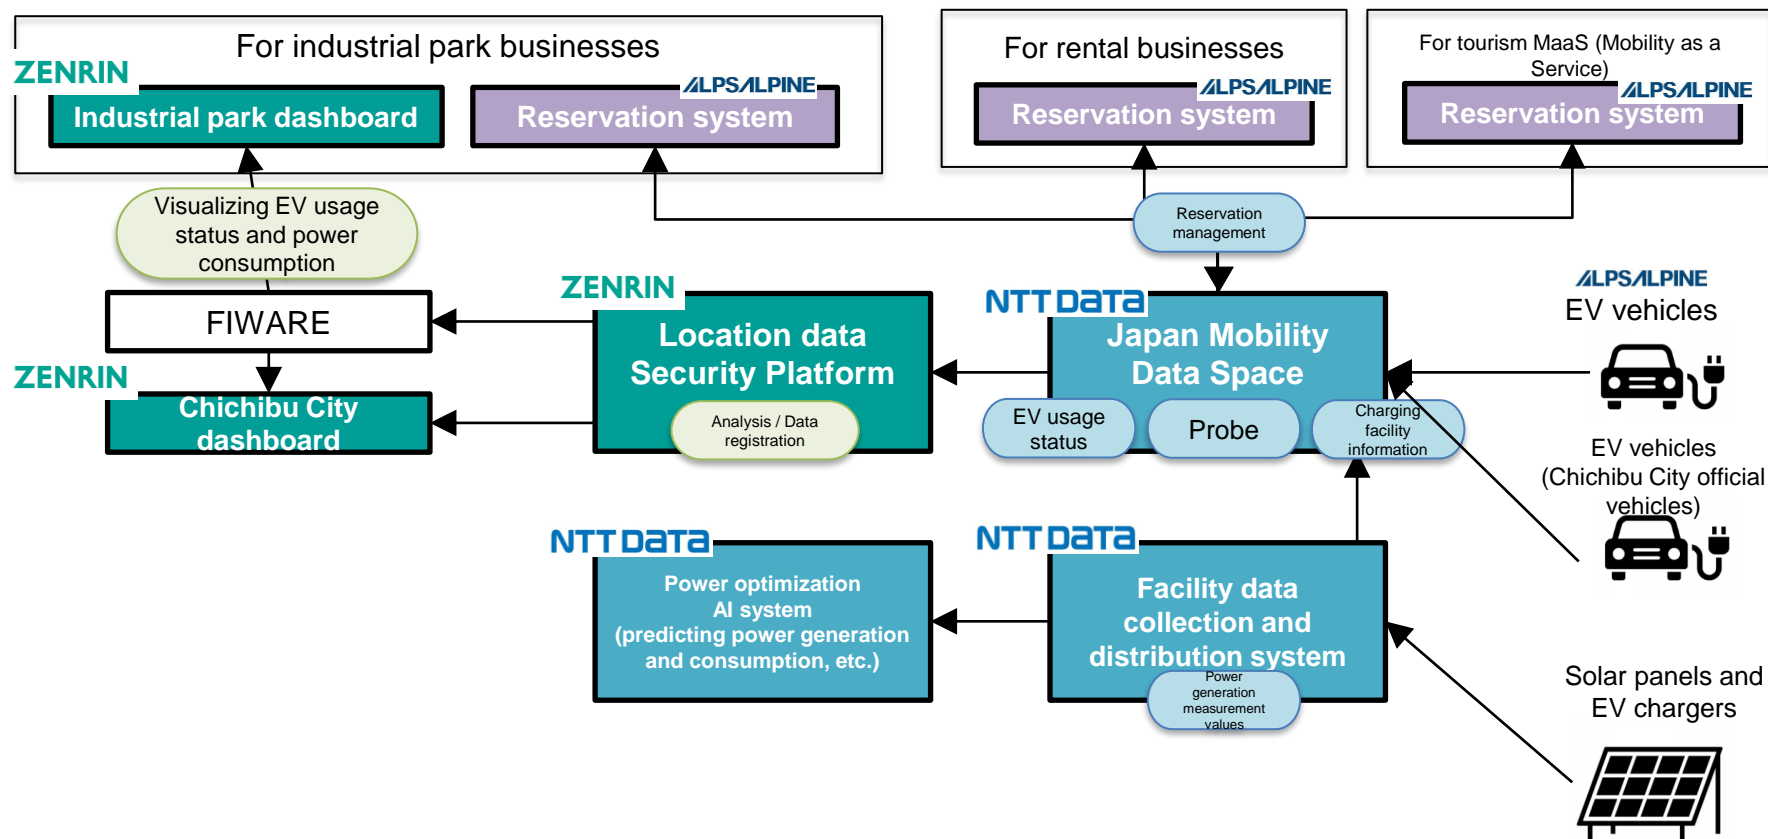 For industrial park businesses
ZENRIN
ALPSALPINE
Industrial park dashboard
Reservation system
For rental businesses
ALPSALPINE
Reservation system
For tourism MaaS (Mobility as a
Service)
ALPSALPINE
Reservation system
Visualizing EV usage
status and power
consumption
Reservation
management
FIWARE
ZENRIN
Chichibu City
dashboard
ZENRIN
Location data
Security Platform
Analysis / Data
registration
NTT DATA
Japan Mobility
Data Space
EV usage
status
Probe
Charging
facility
information
ALPSALPINE
EV vehicles
EV vehicles
(Chichibu City official
vehicles)
NTT DATA
Power optimization
AI system
(predicting power generation
and consumption, etc.)
NTT DATA
Facility data
collection and
distribution system
Power
generation
measurement
values
Solar panels and
EV chargers